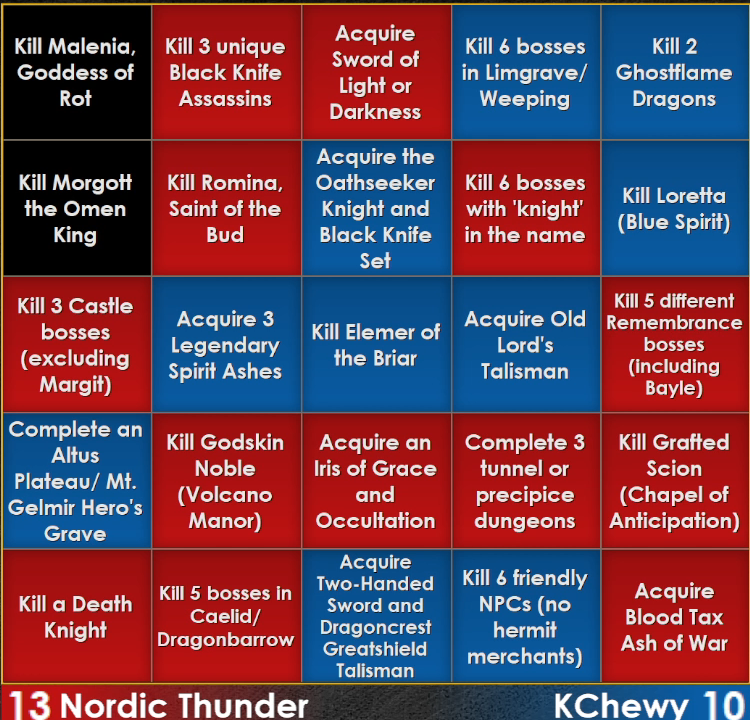 Kill Malenia,
Goddess of
Rot
Kill 3 unique
Black Knife
Assassins
Acquire
Sword of
Light or
Darkness
Kill 6 bosses
in Limgrave/
Weeping
Kill 2
Ghostflame
Dragons
Kill Morgott
the Omen
King
Kill Romina,
Saint of the
Bud
Acquire the
Oathseeker
Knight and
Black Knife
Set
Kill 6 bosses
with 'knight'
in the name
Kill Loretta
(Blue Spirit)
Kill 3 Castle
bosses
(excluding
Margit)
Acquire 3
Legendary
Spirit Ashes
Kill Elemer of
the Briar
Acquire Old
Lord's
Talisman
Kill 5 different
Remembrance
bosses
(including
Bayle)
Complete an
Altus
Plateau/ Mt.
Gelmir Hero's
Grave
Kill Godskin
Noble
(Volcano
Manor)
Acquire an
Iris of Grace
and
Occultation
Complete 3
tunnel or
precipice
dungeons
Kill Grafted
Scion
(Chapel of
Anticipation)
Kill a Death
Knight
Kill 5 bosses in
Caelid/
Dragonbarrow
Acquire
Two-Handed
Sword and
Dragoncrest
Greatshield
Talisman
Kill 6 friendly
NPCs (no
hermit
merchants)
Acquire
Blood Tax
Ash of War
13 Nordic Thunder
KChewy 10